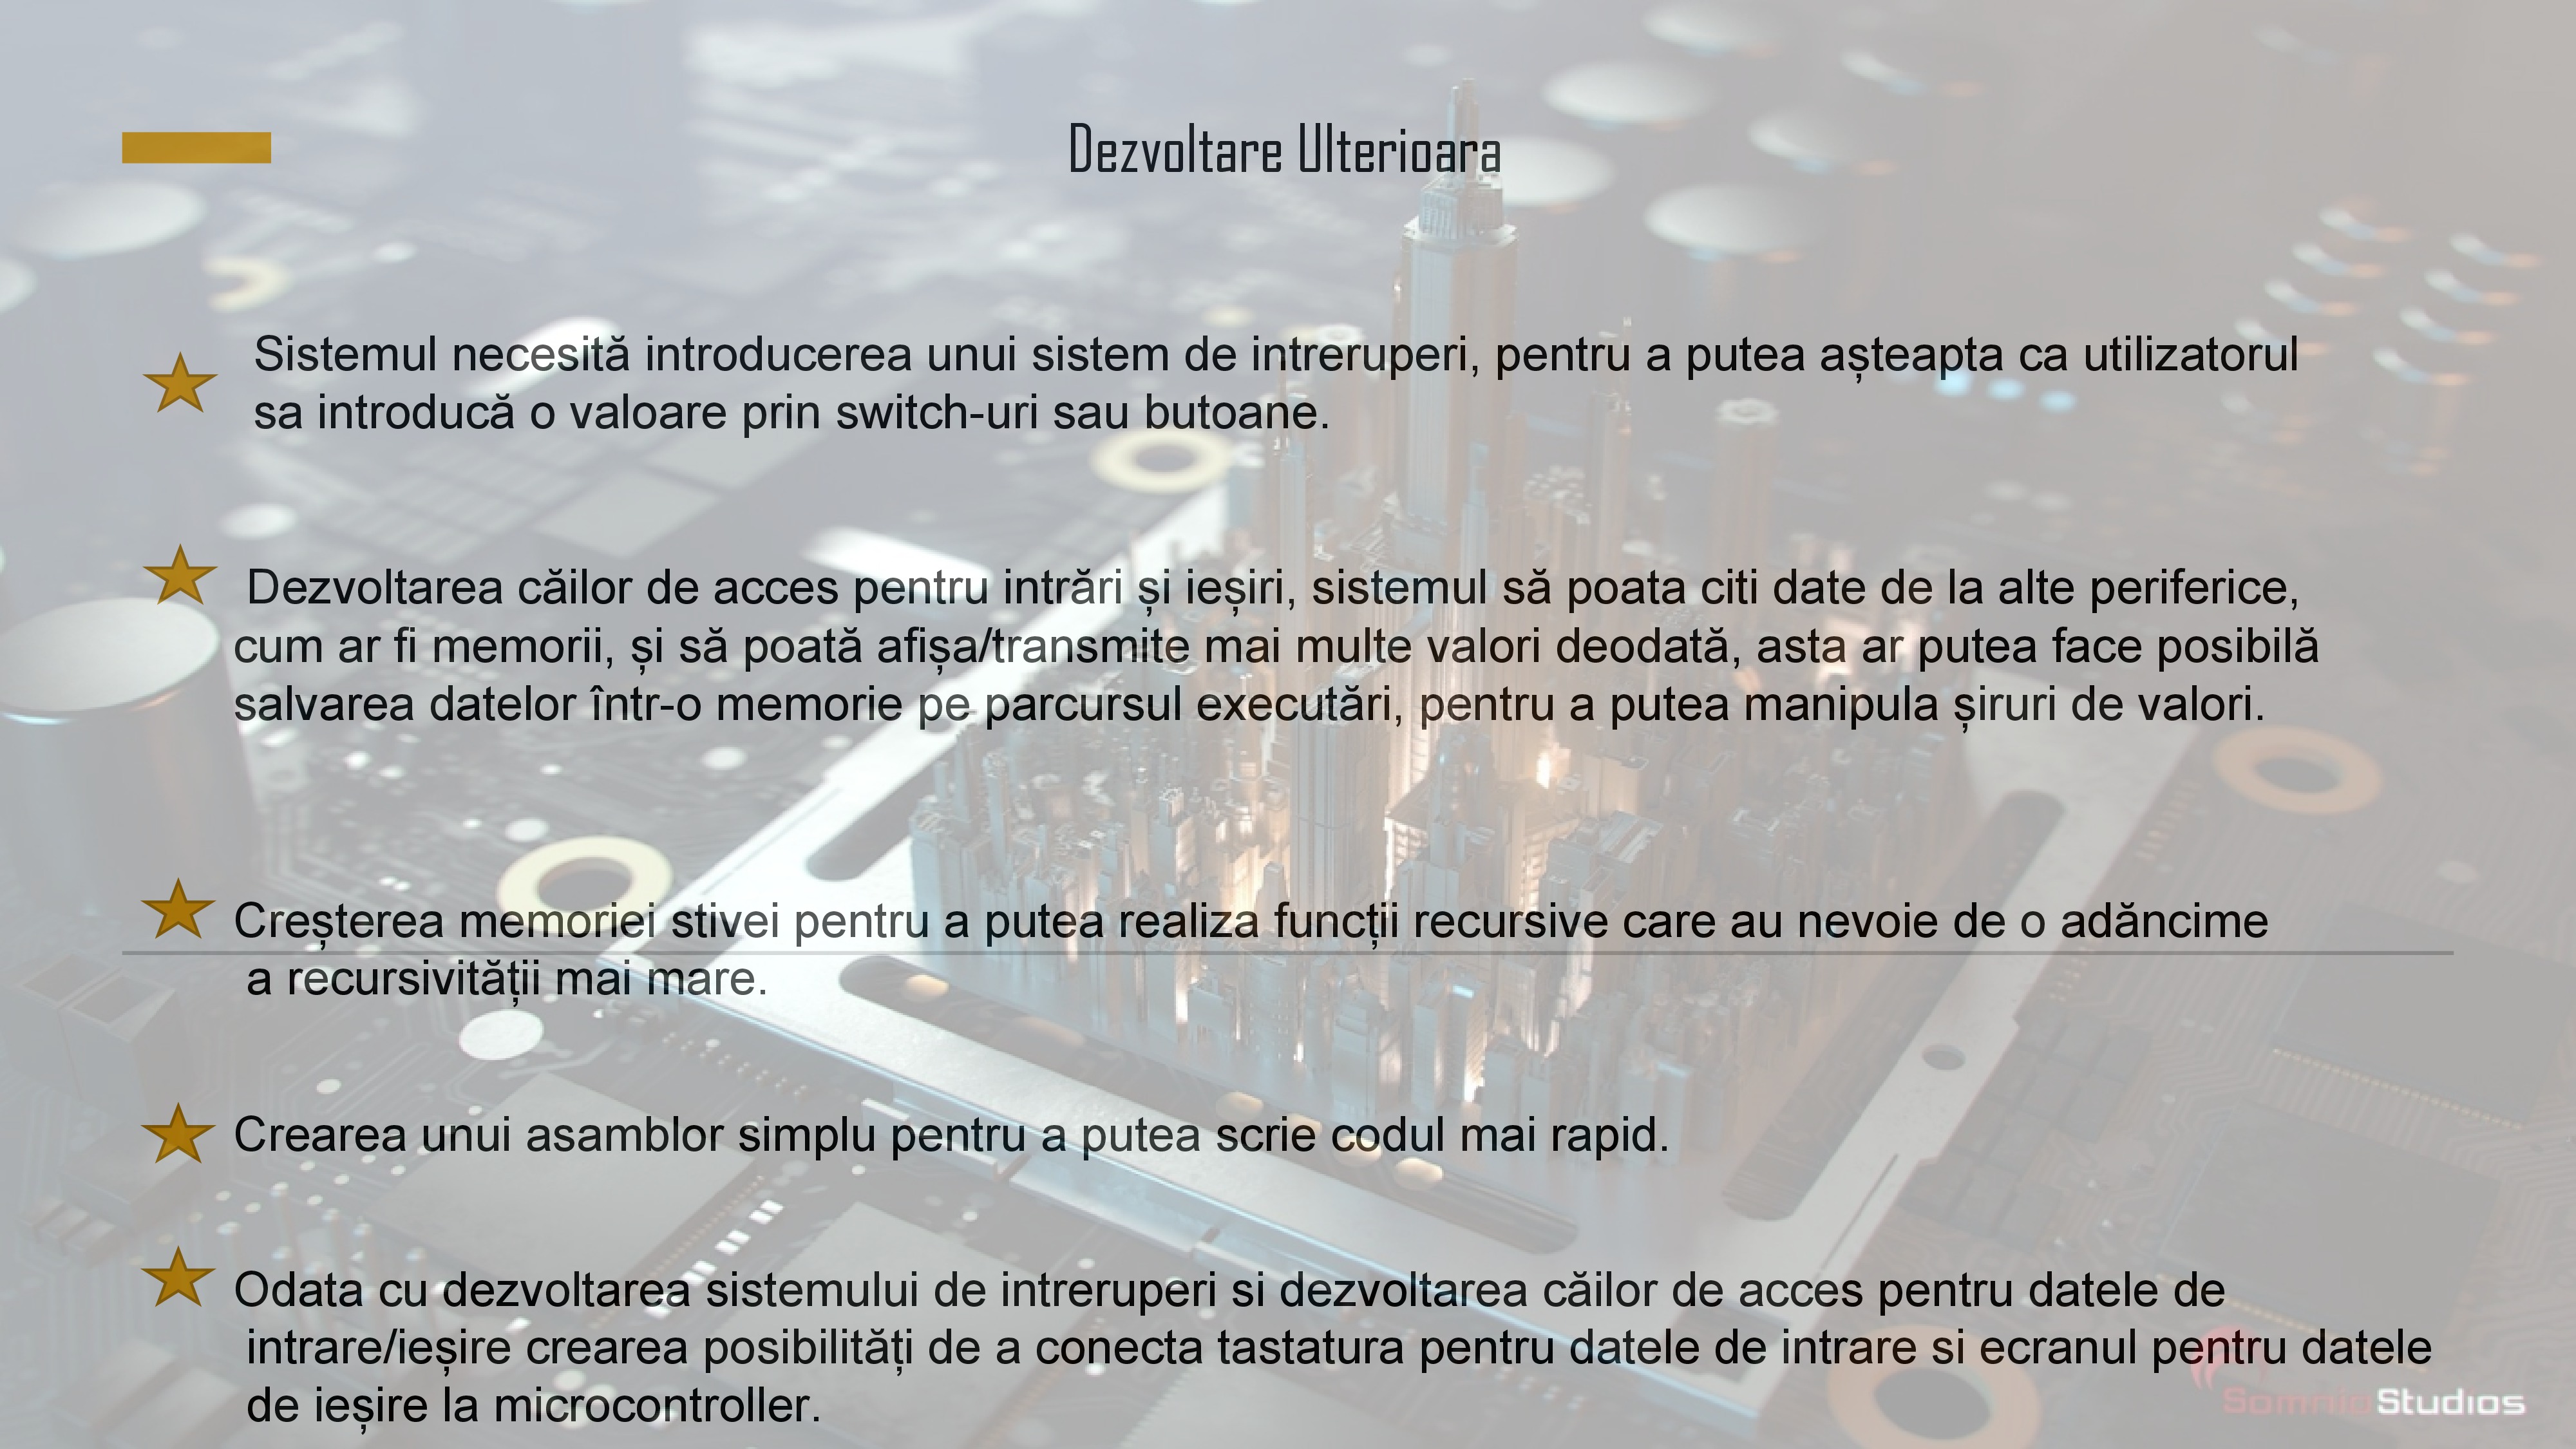 Dezvoltare Ulterioara
Sistemul necesită introducerea unui sistem de intreruperi, pentru a putea așteapta ca utilizatorul
sa introducă o valoare prin switch-uri sau butoane.
Dezvoltarea căilor de acces pentru intrări și ieșiri, sistemul să poata citi date de la alte periferice,
cum ar fi memorii, și să poată afișa/transmite mai multe valori deodată, asta ar putea face posibilă
salvarea datelor într-o memorie pe parcursul executări, pentru a putea manipula șiruri de valori.
Creșterea memoriei stivei pentru a putea realiza funcții recursive care au nevoie de o adăncime
a recursivității mai mare.
Crearea unui asamblor simplu pentru a putea scrie codul mai rapid.
Odata cu dezvoltarea sistemului de intreruperi si dezvoltarea căilor de acces pentru datele de
intrare/ieșire crearea posibilități de a conecta tastatura pentru datele de intrare si ecranul pentru datele
de ieșire la microcontroller.
SomnioStudios